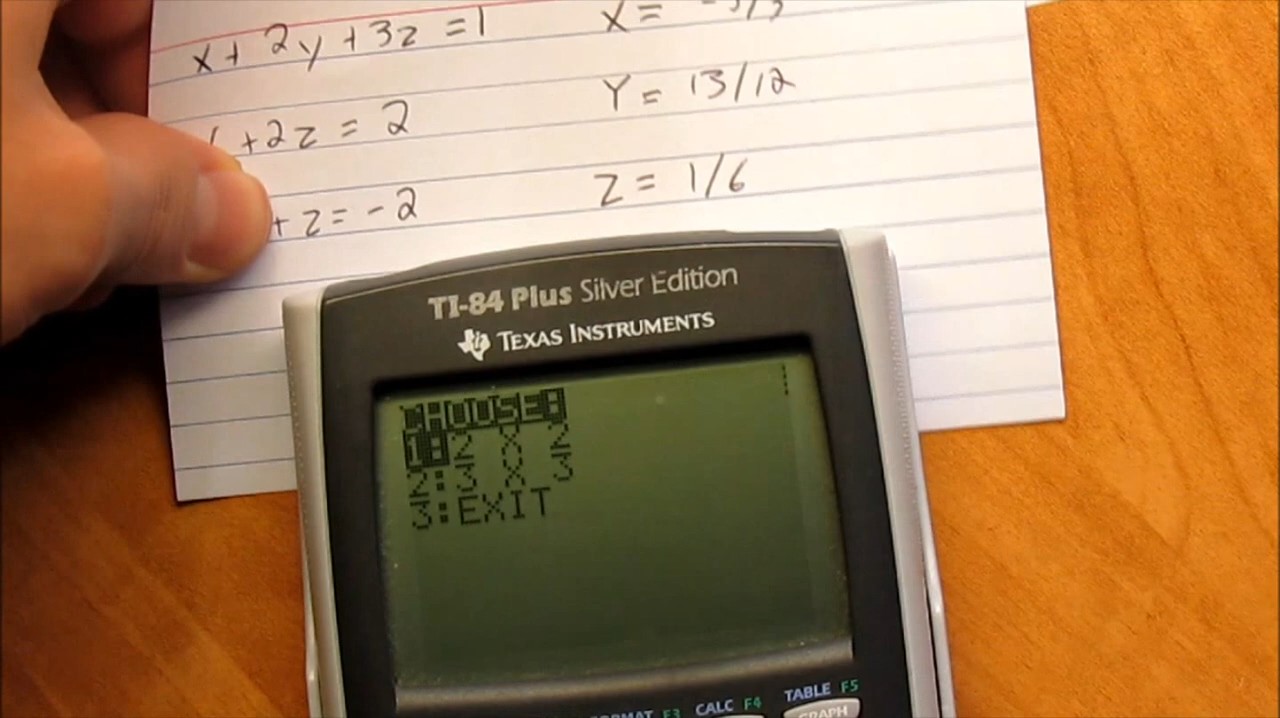 x + 2y + 3z = 1
+ 2z = 2
+ z = -2
X =
Y = 13/12
Z = 1/6
TI-84 Plus Silver Edition
TEXAS INSTRUMENTS
CHOOSE
1:2 X 2
2:3 X 3
3:EXIT
CALC F4
TABLE F5
GRAPH